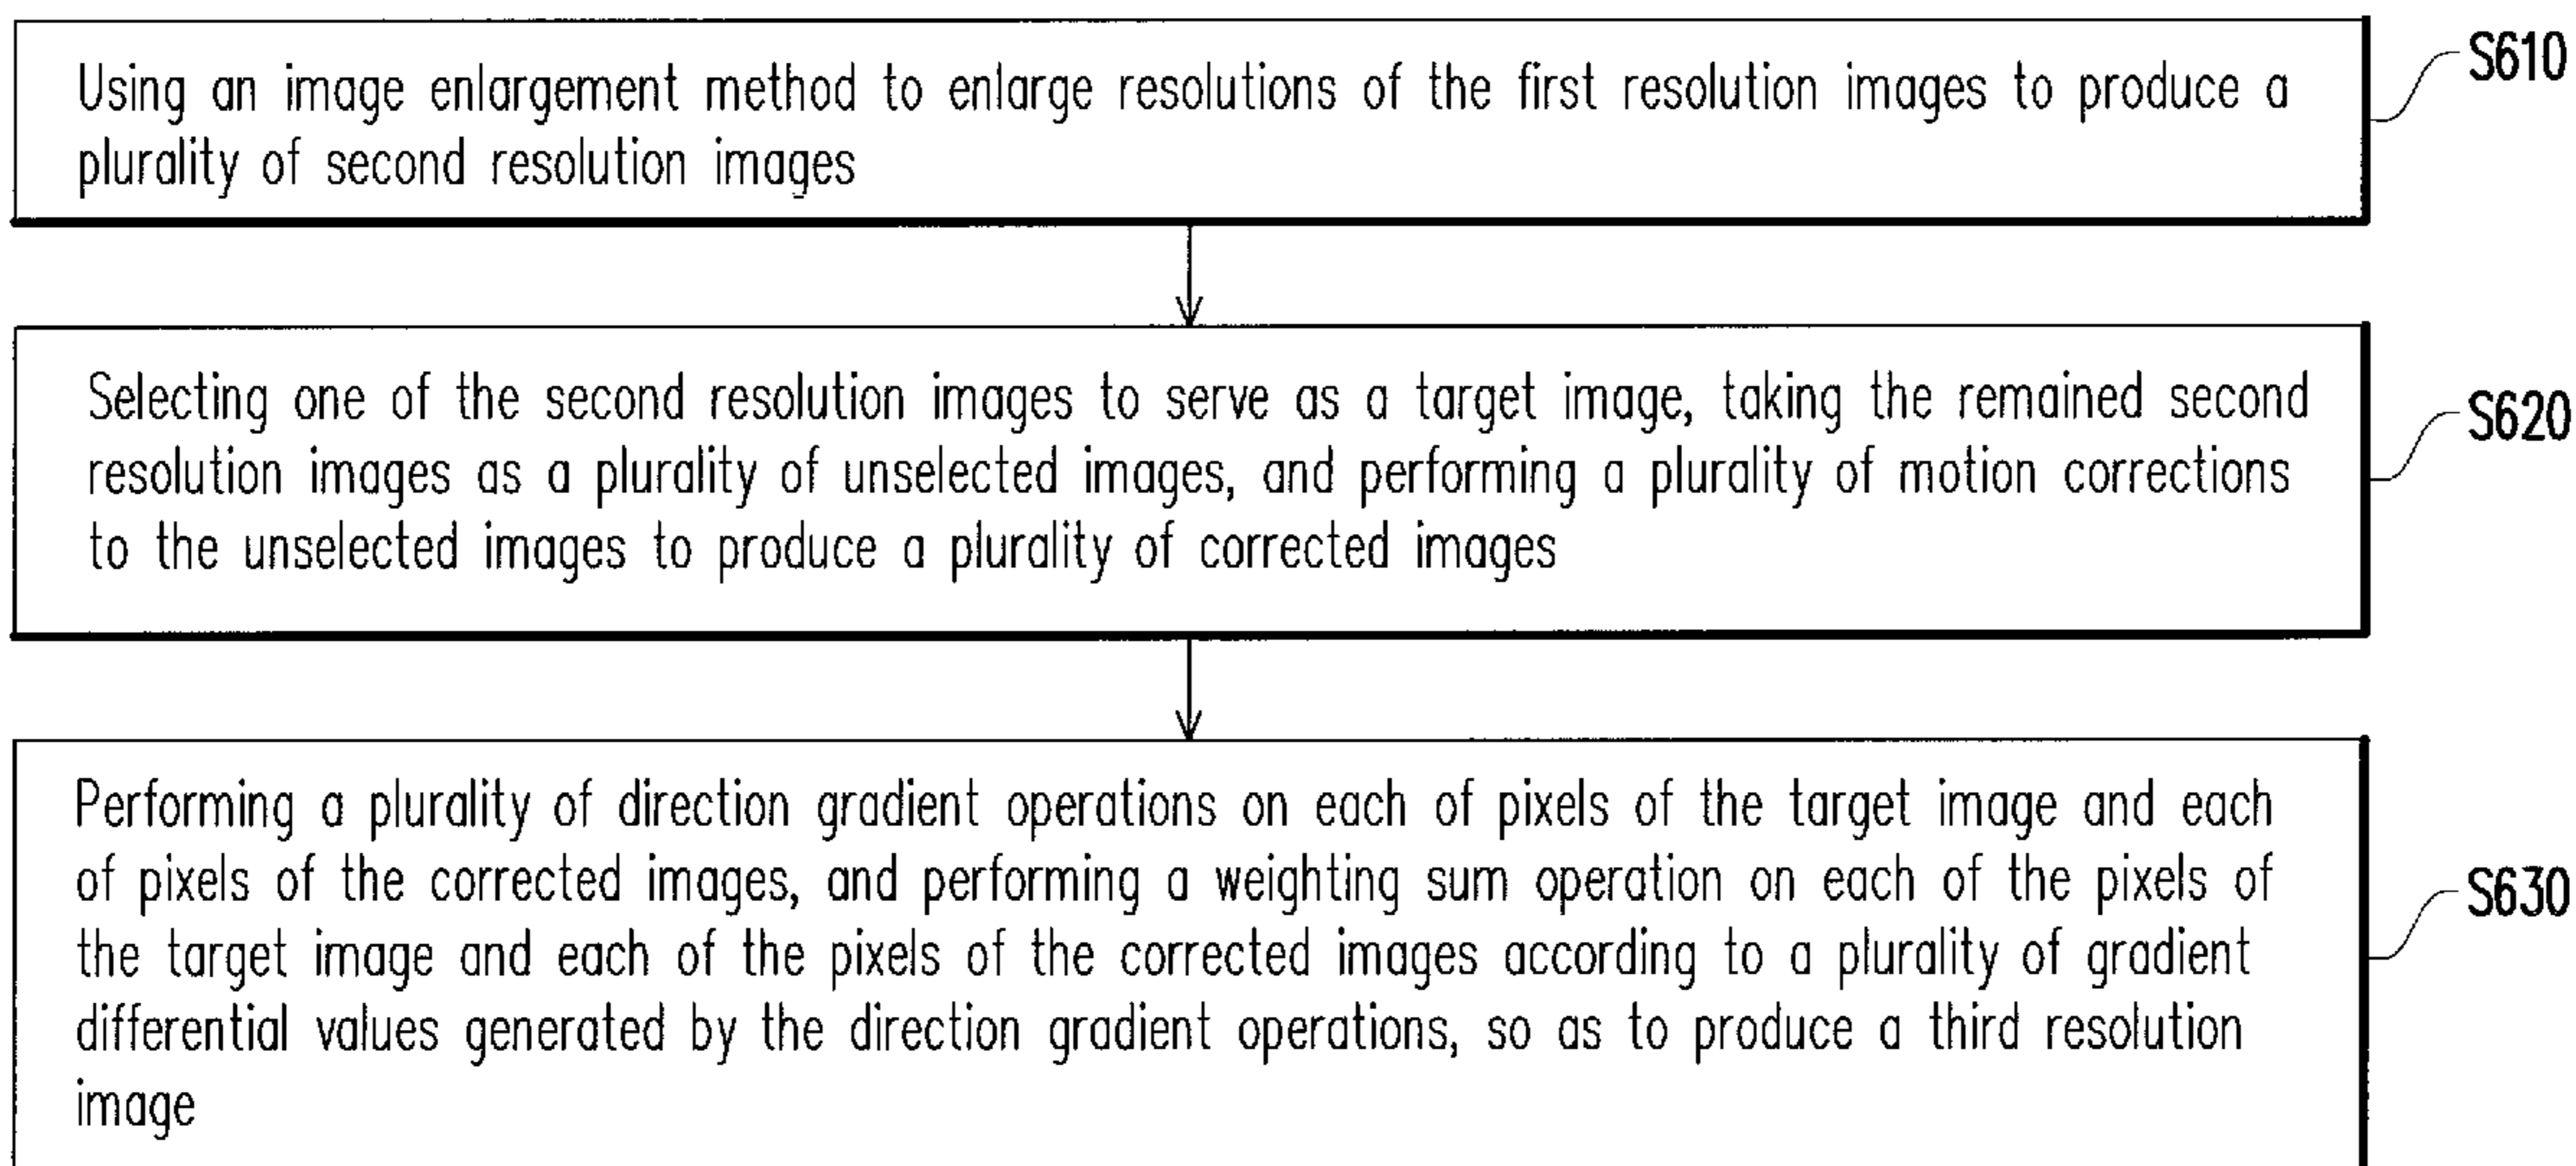 Using an image enlargement method to enlarge resolutions of the first resolution images to produce a
plurality of second resolution images
S610
Selecting one of the second resolution images to serve as a target image, taking the remained second
resolution images as a plurality of unselected images, and performing a plurality of motion corrections
to the unselected images to produce a plurality of corrected images
S620
Performing a plurality of direction gradient operations on each of pixels of the target image and each
of pixels of the corrected images, and performing a weighting sum operation on each of the pixels of
the target image and each of the pixels of the corrected images according to a plurality of gradient
differential values generated by the direction gradient operations, so as to produce a third resolution
image
S630